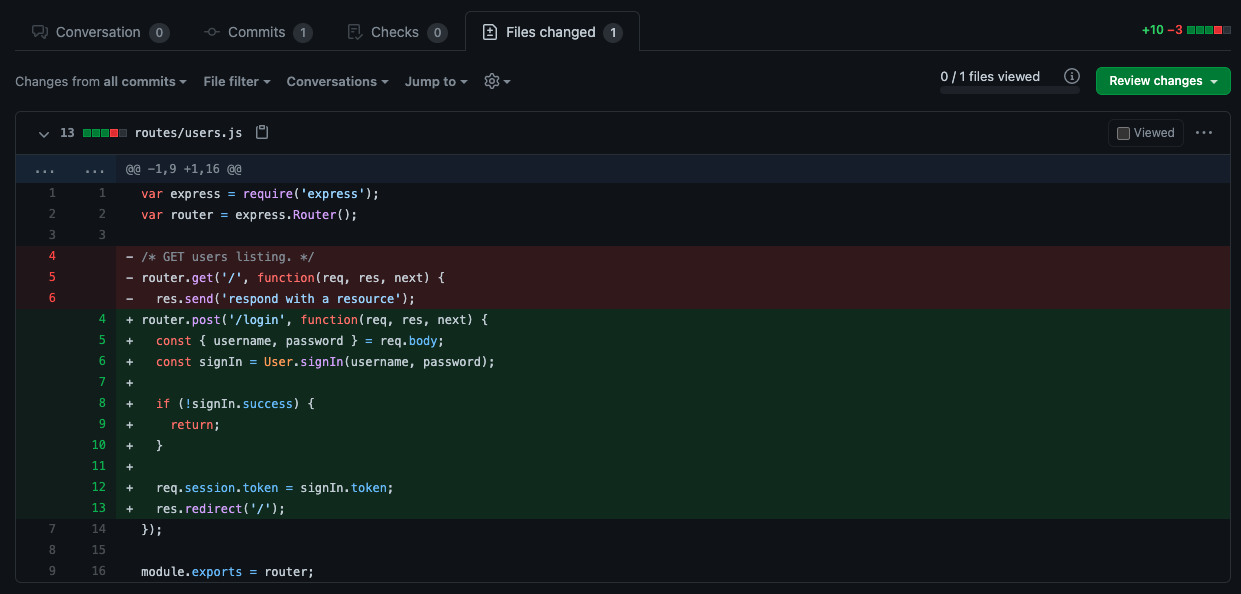 Conversation 0 Commits 1 Checks 0 Files changed 1 +10 −3
Changes from all commits File filter Conversations Jump to 0 / 1 files viewed Review changes
13 routes/users.js Viewed ...
... ... @@ −1,9 +1,16 @@
1 1 var express = require('express');
2 2 var router = express.Router();
3 3
4 - /* GET users listing. */
5 - router.get('/', function(req, res, next) {
6 -   res.send('respond with a resource');
4 + router.post('/login', function(req, res, next) {
5 +   const { username, password } = req.body;
6 +   const signIn = User.signIn(username, password);
7 +
8 +   if (!signIn.success) {
9 +     return;
10 +   }
11 +
12 +   req.session.token = signIn.token;
13 +   res.redirect('/');
7 14 });
8 15
9 16 module.exports = router;